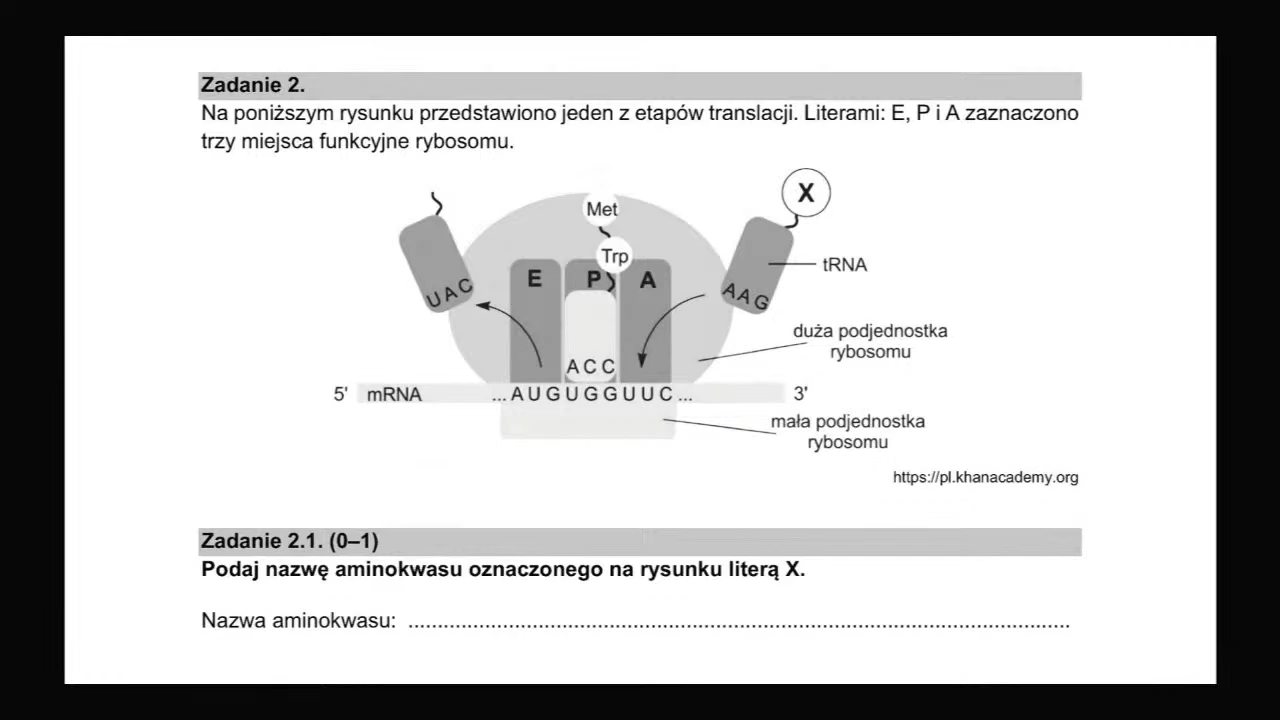 Zadanie 2.
Na poniższym rysunku przedstawiono jeden z etapów translacji. Literami: E, P i A zaznaczono
trzy miejsca funkcyjne rybosomu.
X
Met
Trp
tRNA
E P A
UAC
AAG
duża podjednostka
rybosomu
ACC
5' mRNA ...AUGUGGUUC... 3'
mała podjednostka
rybosomu
https://pl.khanacademy.org
Zadanie 2.1. (0–1)
Podaj nazwę aminokwasu oznaczonego na rysunku literą X.
Nazwa aminokwasu: ................................................................................................................